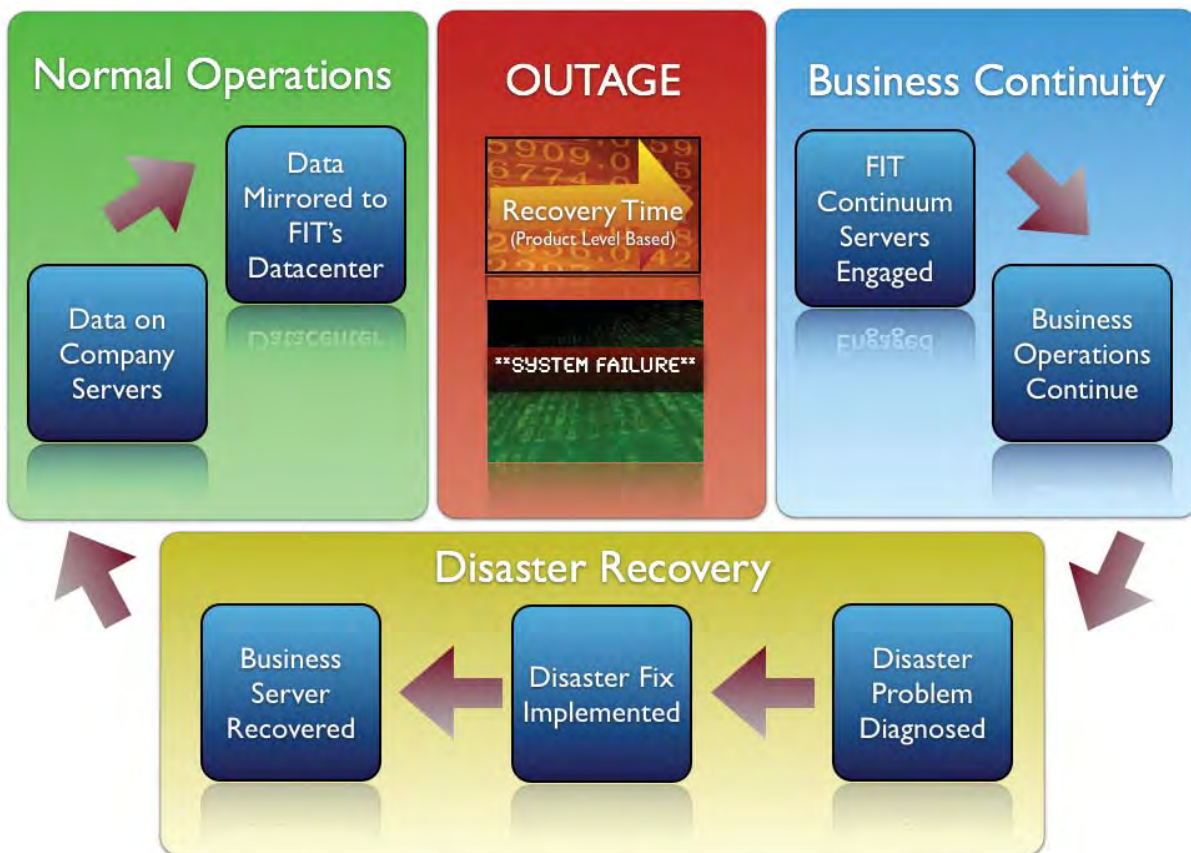 Normal Operations
Data on
Company
Servers
Data
Mirrored to
FIT's
Datacenter
OUTAGE
Recovery Time
(Product Level Based)
**SYSTEM FAILURE**
Business Continuity
FIT
Continuum
Servers
Engaged
Business
Operations
Continue
Disaster Recovery
Disaster
Problem
Diagnosed
Disaster Fix
Implemented
Business
Server
Recovered